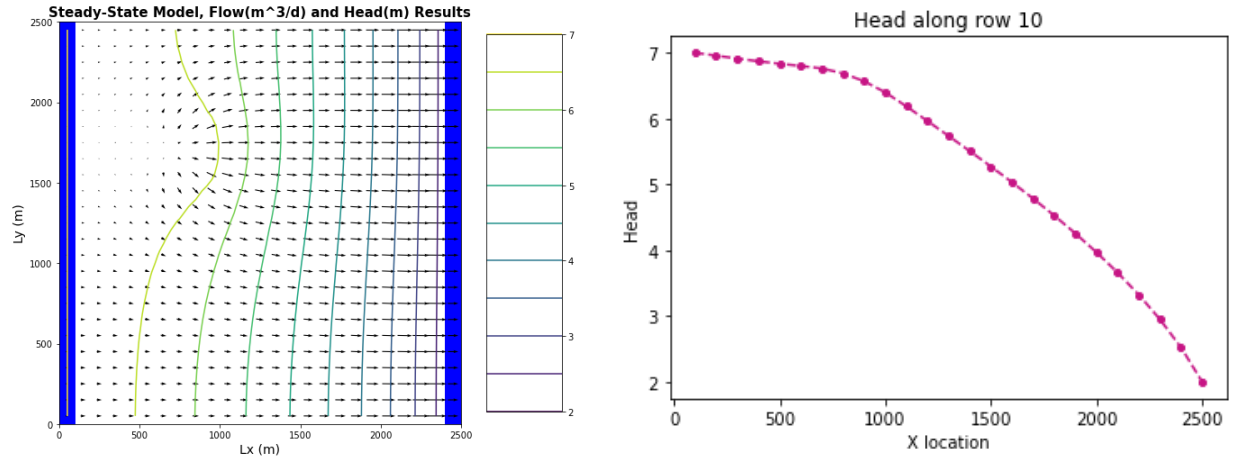 Steady-State Model, Flow(m^3/d) and Head(m) Results
2500
2000
1500
1000
500
0
Ly (m)
0 500 1000 1500 2000 2500
Lx (m)
7
6
5
4
3
2
Head along row 10
7
6
5
4
3
2
Head
0 500 1000 1500 2000 2500
X location